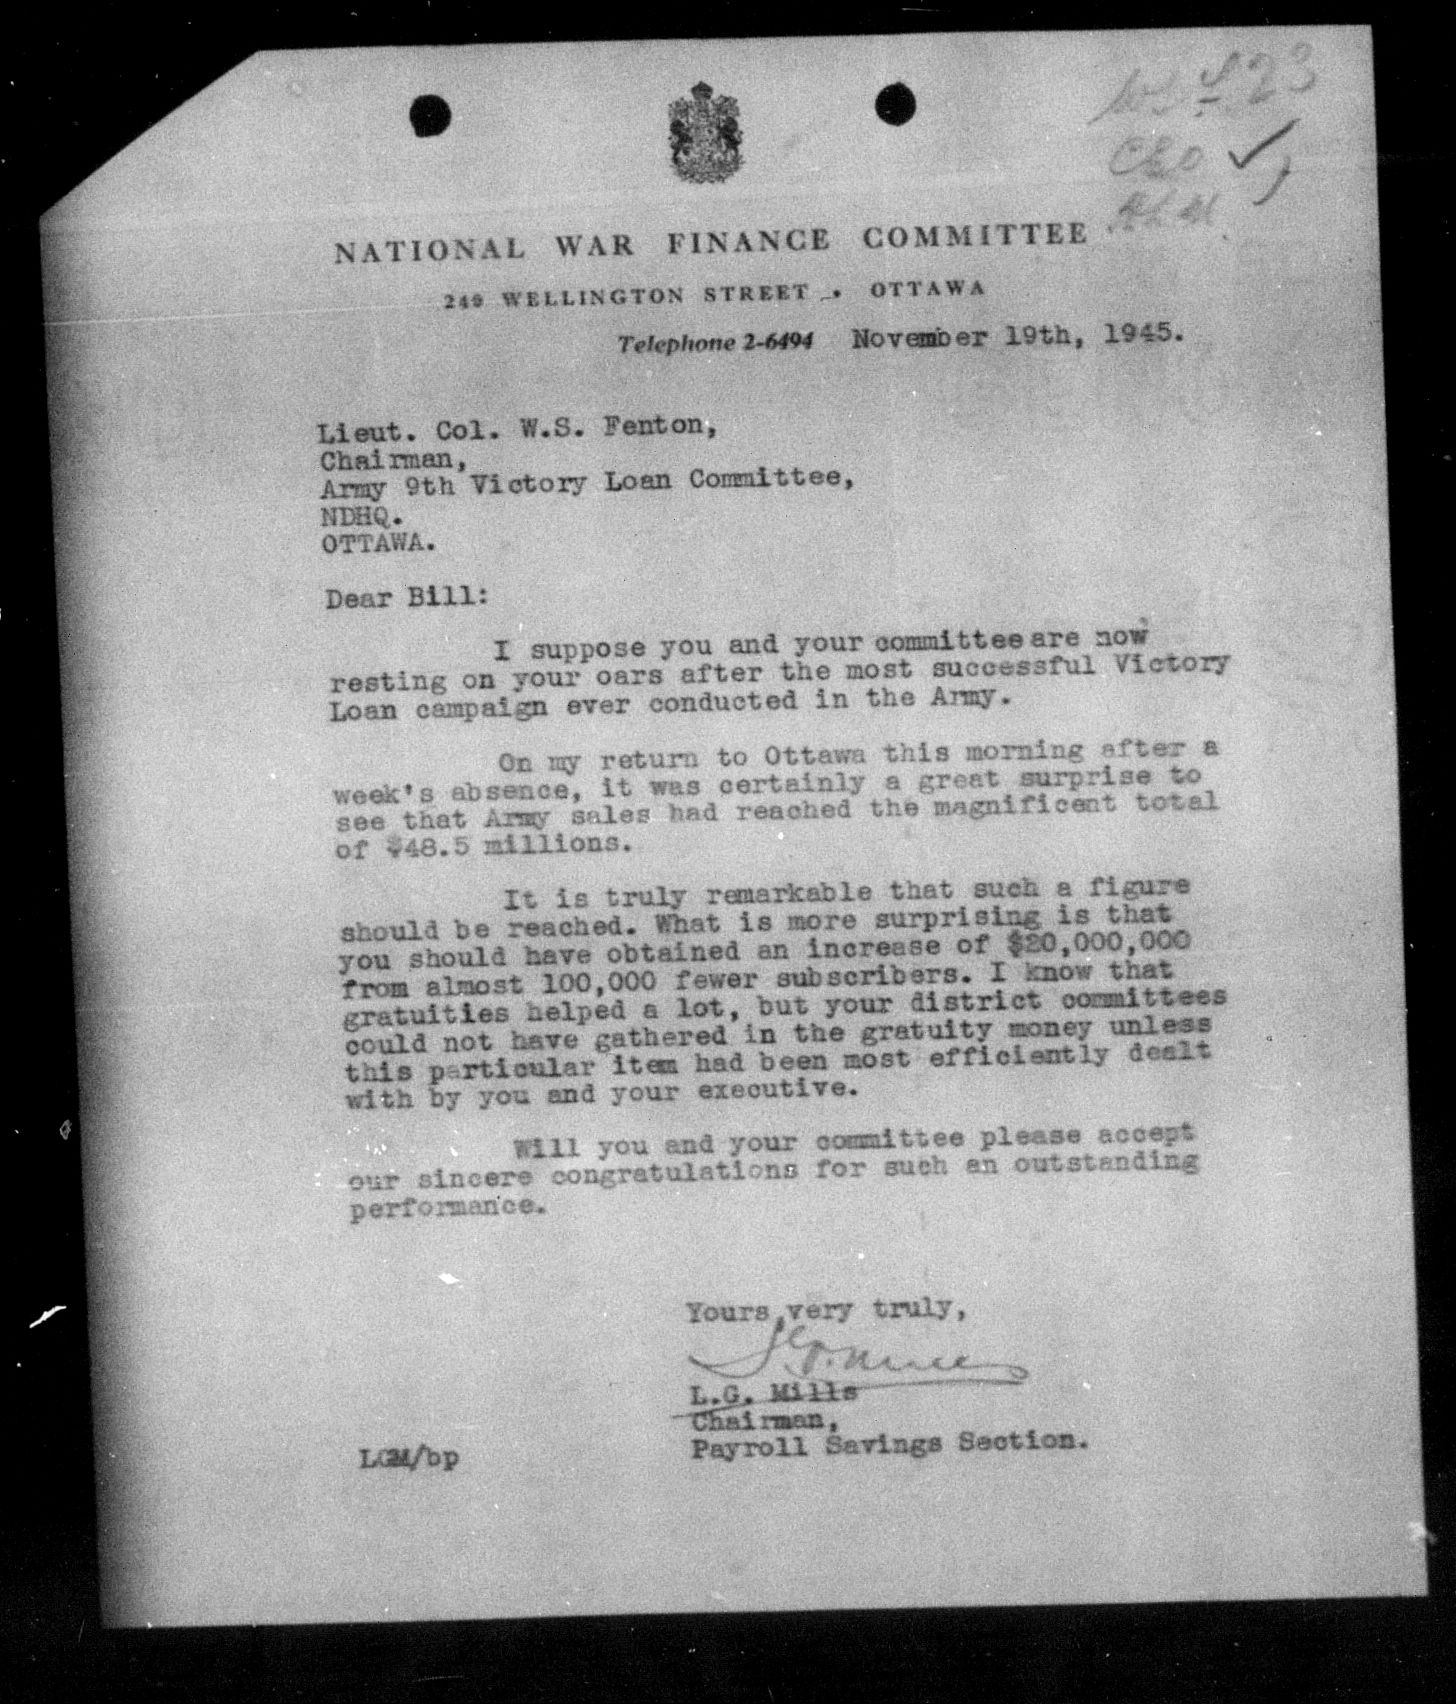 NATIONAL WAR FINANCE COMMITTEE
249 WELLINGTON STREET - . OTTAWA
Telephone 2-6494 November 19th, 1945.
Lieut. Col. W.S. Fenton,
Chairman,
Army 9th Victory Loan Committee,
NDHQ.
OTTAWA.
Dear Bill:
I suppose you and your committee are now
resting on your oars after the most successful Victory
Loan campaign ever conducted in the Army.
On my return to Ottawa this morning after a
week's absence, it was certainly a great surprise to
see that Army sales had reached the magnificent total
of $48.5 millions.
It is truly remarkable that such a figure
should be reached. What is more surprising is that
you should have obtained an increase of $20,000,000
from almost 100,000 fewer subscribers. I know that
gratuities helped a lot, but your district committees
could not have gathered in the gratuity money unless
this particular item had been most efficiently dealt
with by you and your executive.
Will you and your committee please accept
our sincere congratulations for such an outstanding
performance.
Yours very truly,
L.G. Mills
Chairman,
Payroll Savings Section.
LGM/bp